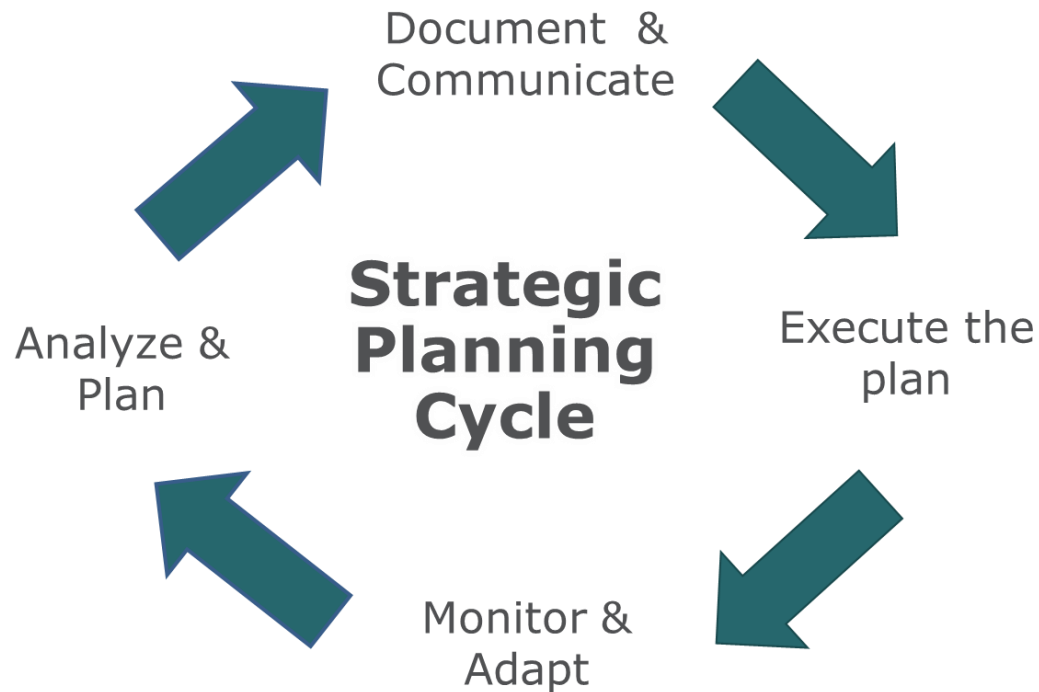 Document  &
Communicate
Strategic
Planning
Cycle
Execute the
plan
Analyze &
Plan
Monitor &
Adapt